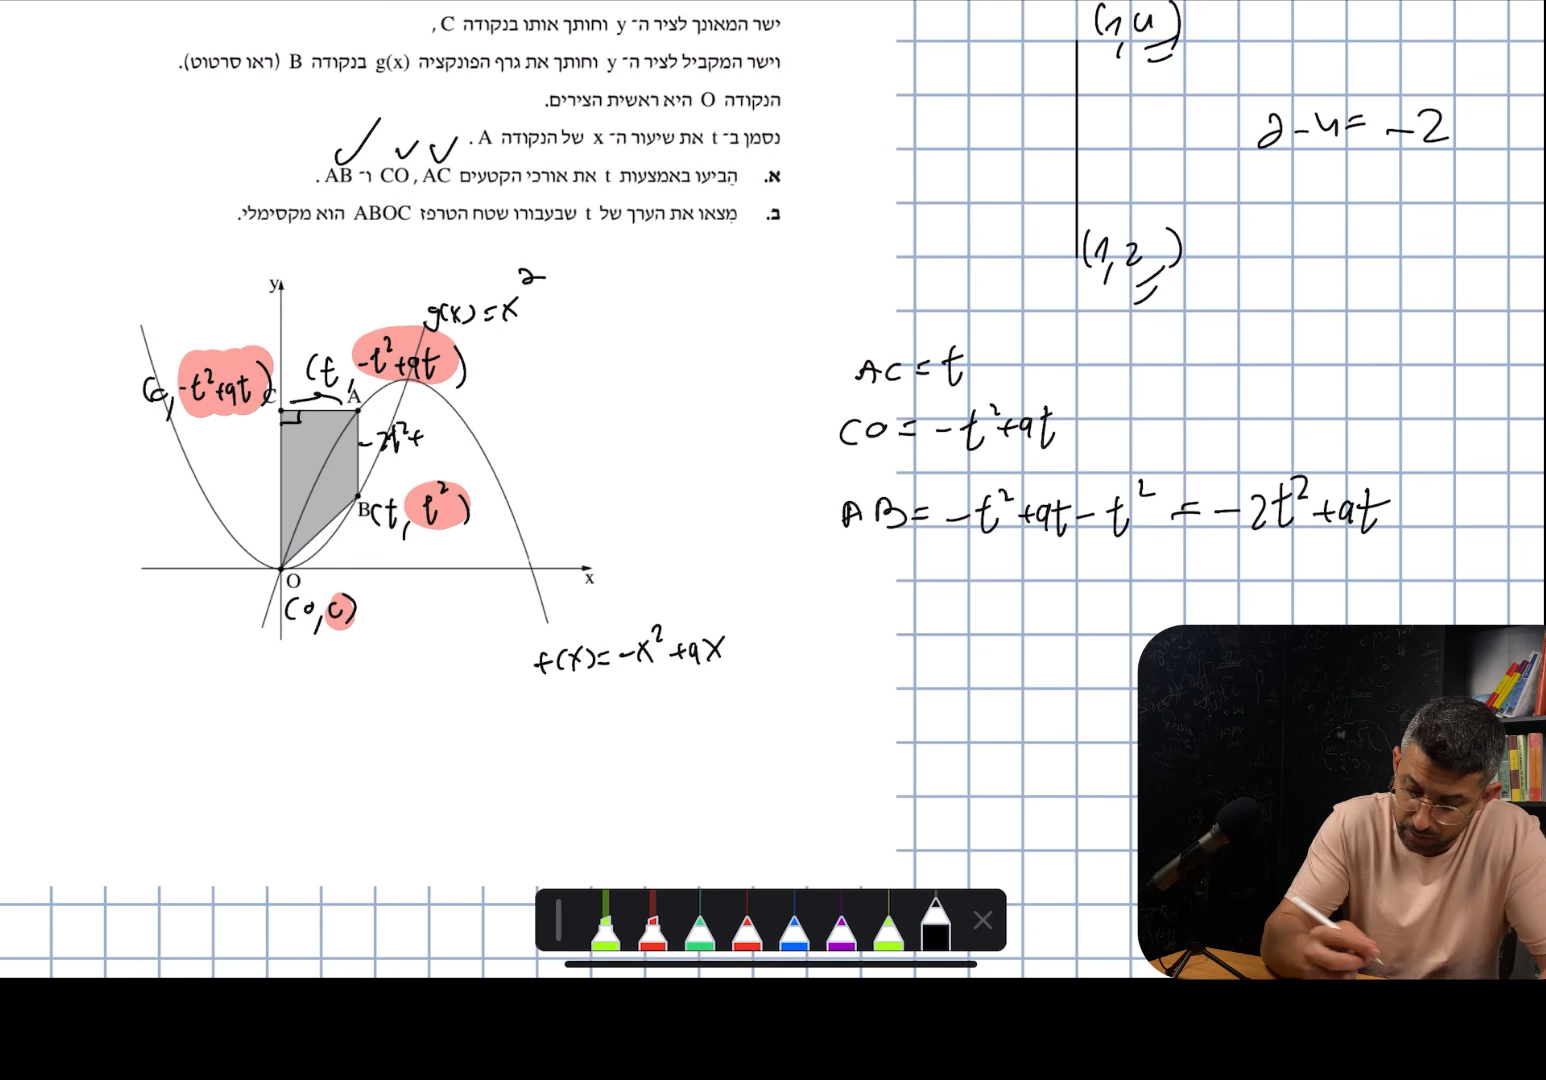 ישר המאונך לציר ה־ y וחותך אותו בנקודה C ,
וישר המקביל לציר ה־ y וחותך את גרף הפונקציה g(x) בנקודה B (ראו סרטוט).
הנקודה O היא ראשית הצירים.
נסמן ב־ t את שיעור ה־ x של הנקודה A .
א. הַביעו באמצעות t את אורכי הקטעים AC , CO ו־ AB .
ב. מִצאו את הערך של t שבעבורו שטח הטרפז ABOC הוא מקסימלי.
y
g(x)=x²
(t, -t²+9t)
(0, -t²+9t)
C
A
-2t²+
B(t, t²)
O
x
(0,0)
f(x)=-x²+9x
(1,4)
2-4=-2
(1,2)
AC=t
CO=-t²+9t
AB=-t²+9t-t²=-2t²+9t